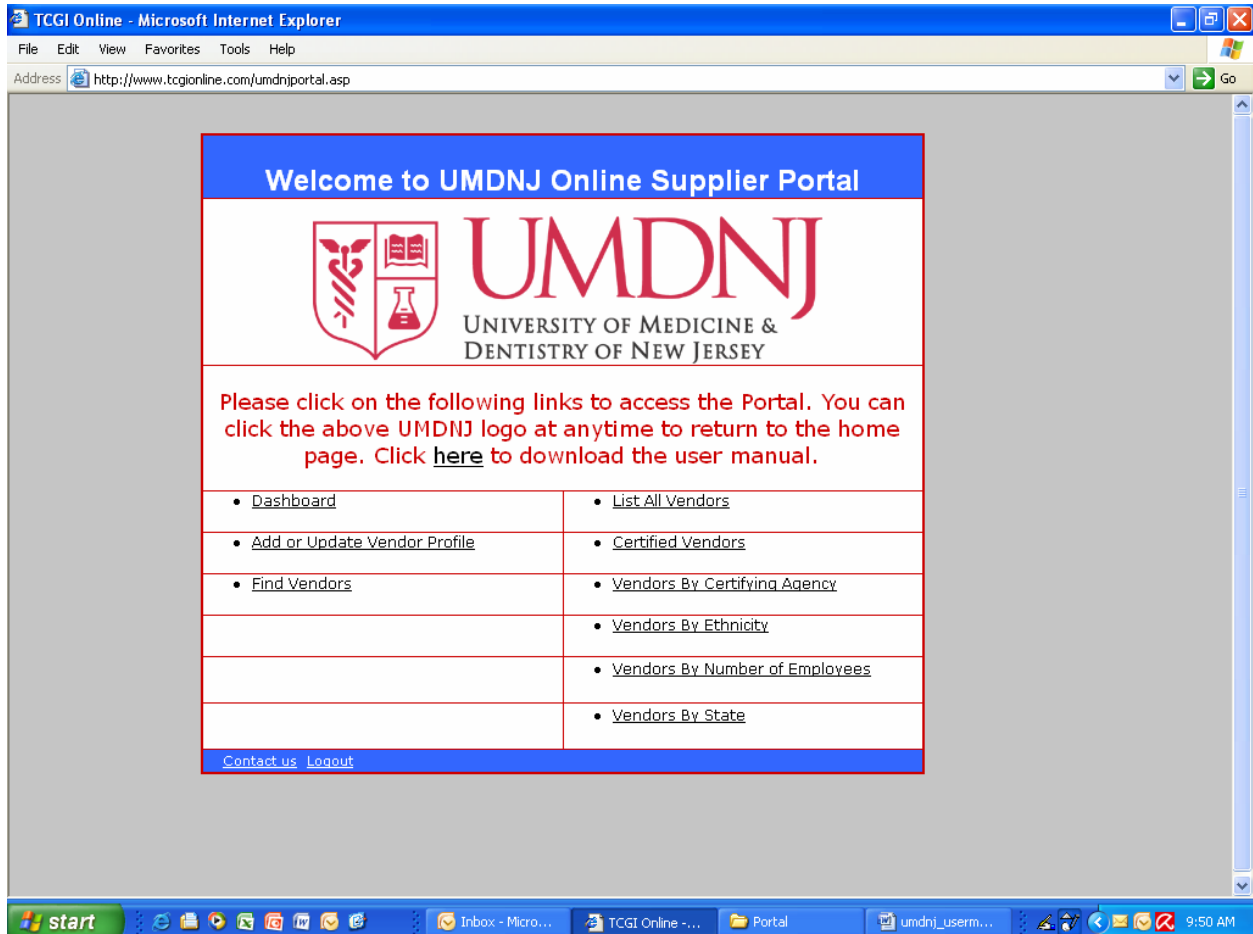 TCGI Online - Microsoft Internet Explorer
File Edit View Favorites Tools Help
Address http://www.tcgionline.com/umdnjportal.asp Go
Welcome to UMDNJ Online Supplier Portal
UMDNJ
UNIVERSITY OF MEDICINE &
DENTISTRY OF NEW JERSEY
Please click on the following links to access the Portal. You can
click the above UMDNJ logo at anytime to return to the home
page. Click here to download the user manual.
• Dashboard
• List All Vendors
• Add or Update Vendor Profile
• Certified Vendors
• Find Vendors
• Vendors By Certifying Agency
• Vendors By Ethnicity
• Vendors By Number of Employees
• Vendors By State
Contact us Logout
start Inbox - Micro... TCGI Online -... Portal umdnj_userm... 9:50 AM